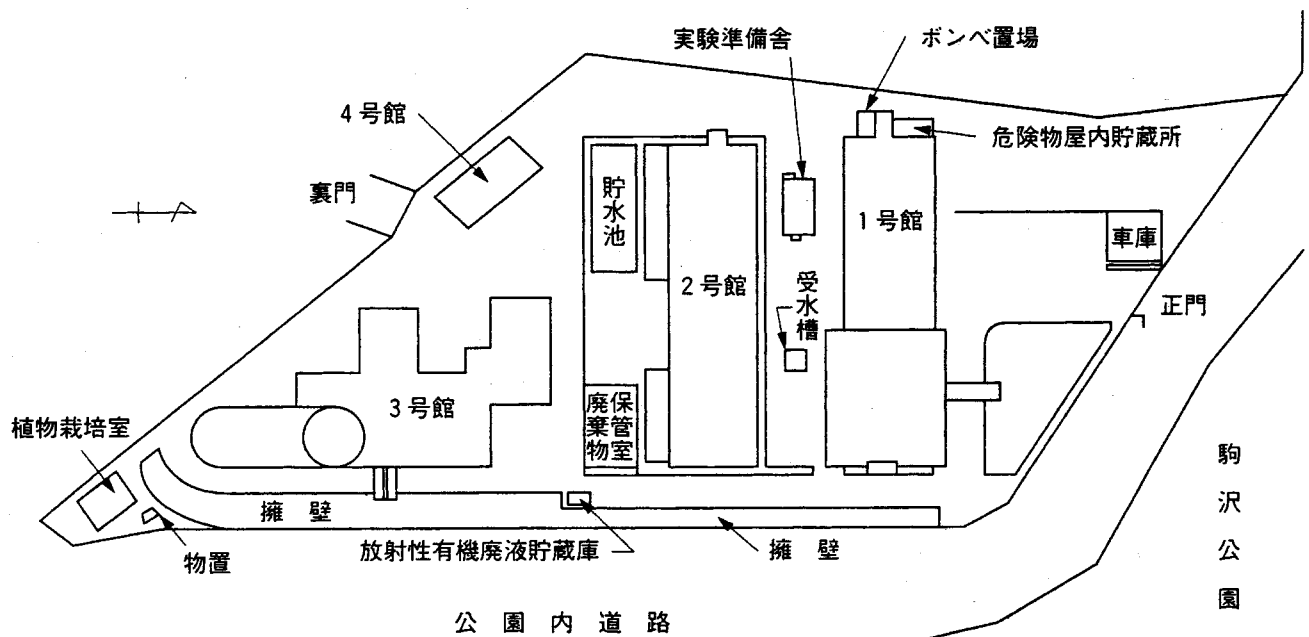 実験準備舎
ボンベ置場
4号館
危険物屋内貯蔵所
裏門
貯水池
2号館
1号館
車庫
受水槽
正門
3号館
廃棄物
保管室
植物栽培室
擁壁
物置
放射性有機廃液貯蔵庫
擁壁
駒沢公園
公園内道路